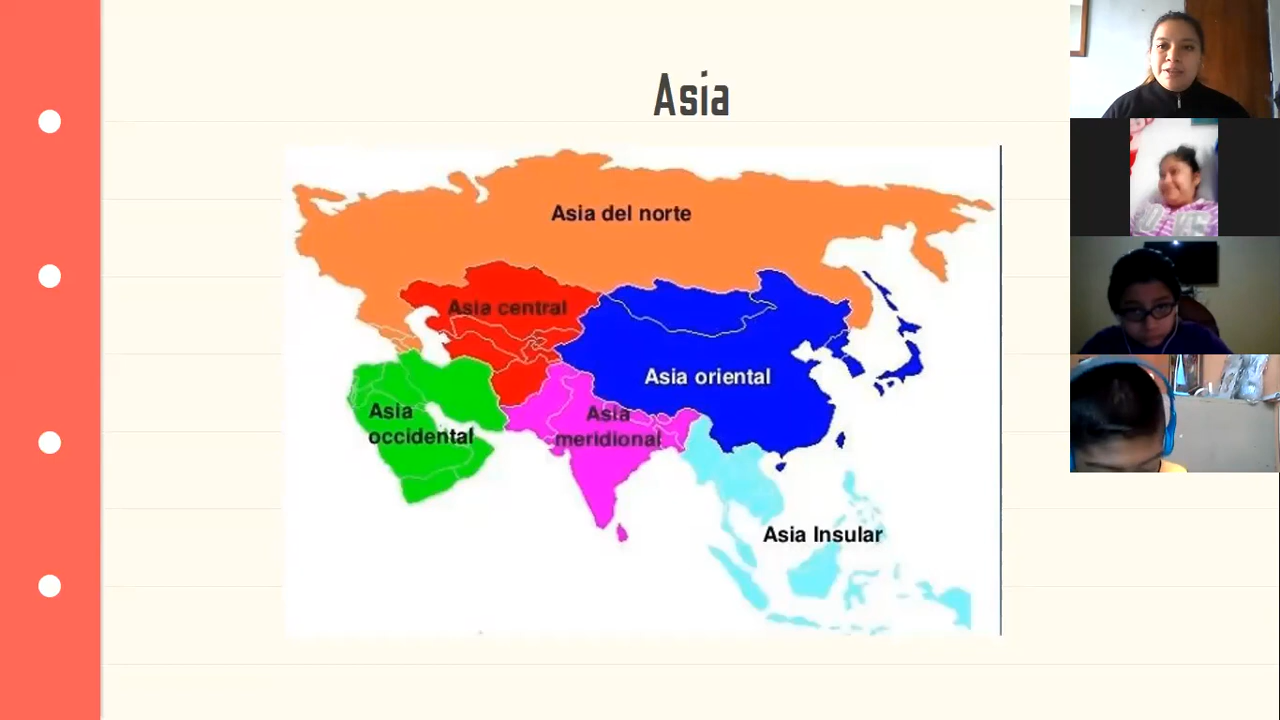 Asia
Asia del norte
Asia central
Asia oriental
Asia
occidental
Asia
meridional
Asia Insular